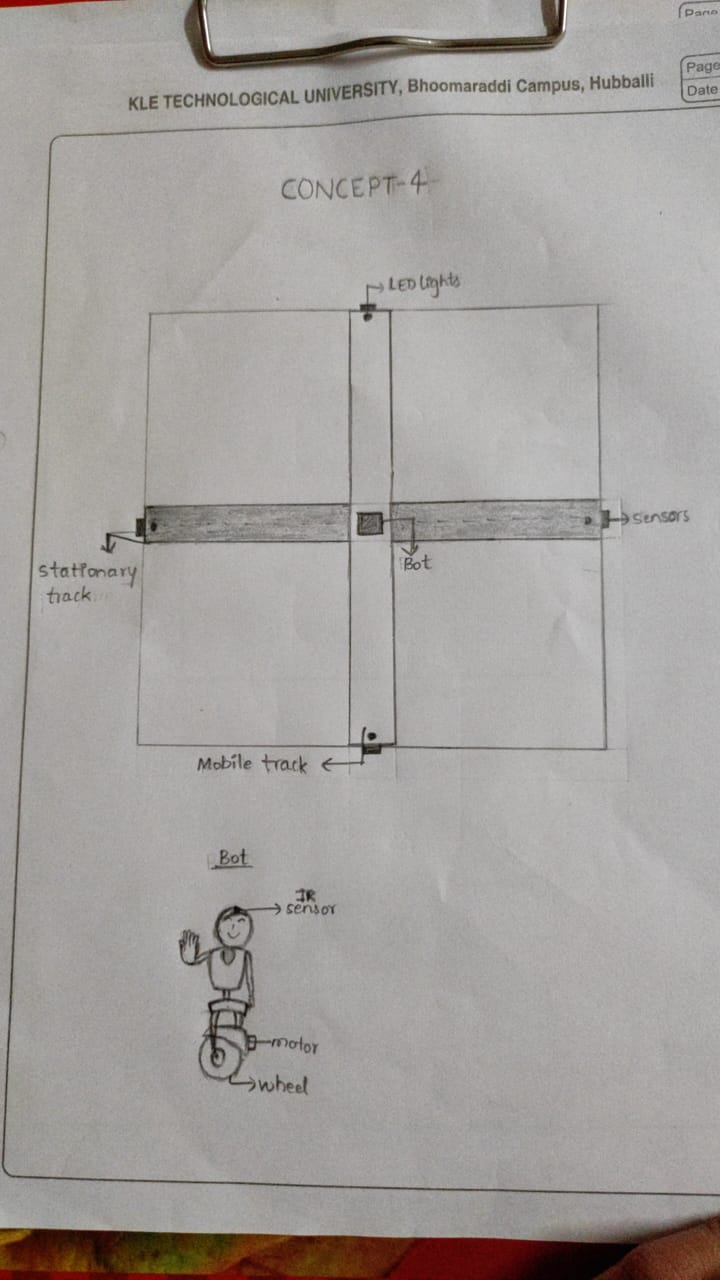 Page
KLE TECHNOLOGICAL UNIVERSITY, Bhoomaraddi Campus, Hubballi
Page
Date
CONCEPT-4
LED lights
sensors
Stationary
track
Bot
Mobile track
Bot
IR
sensor
motor
wheel